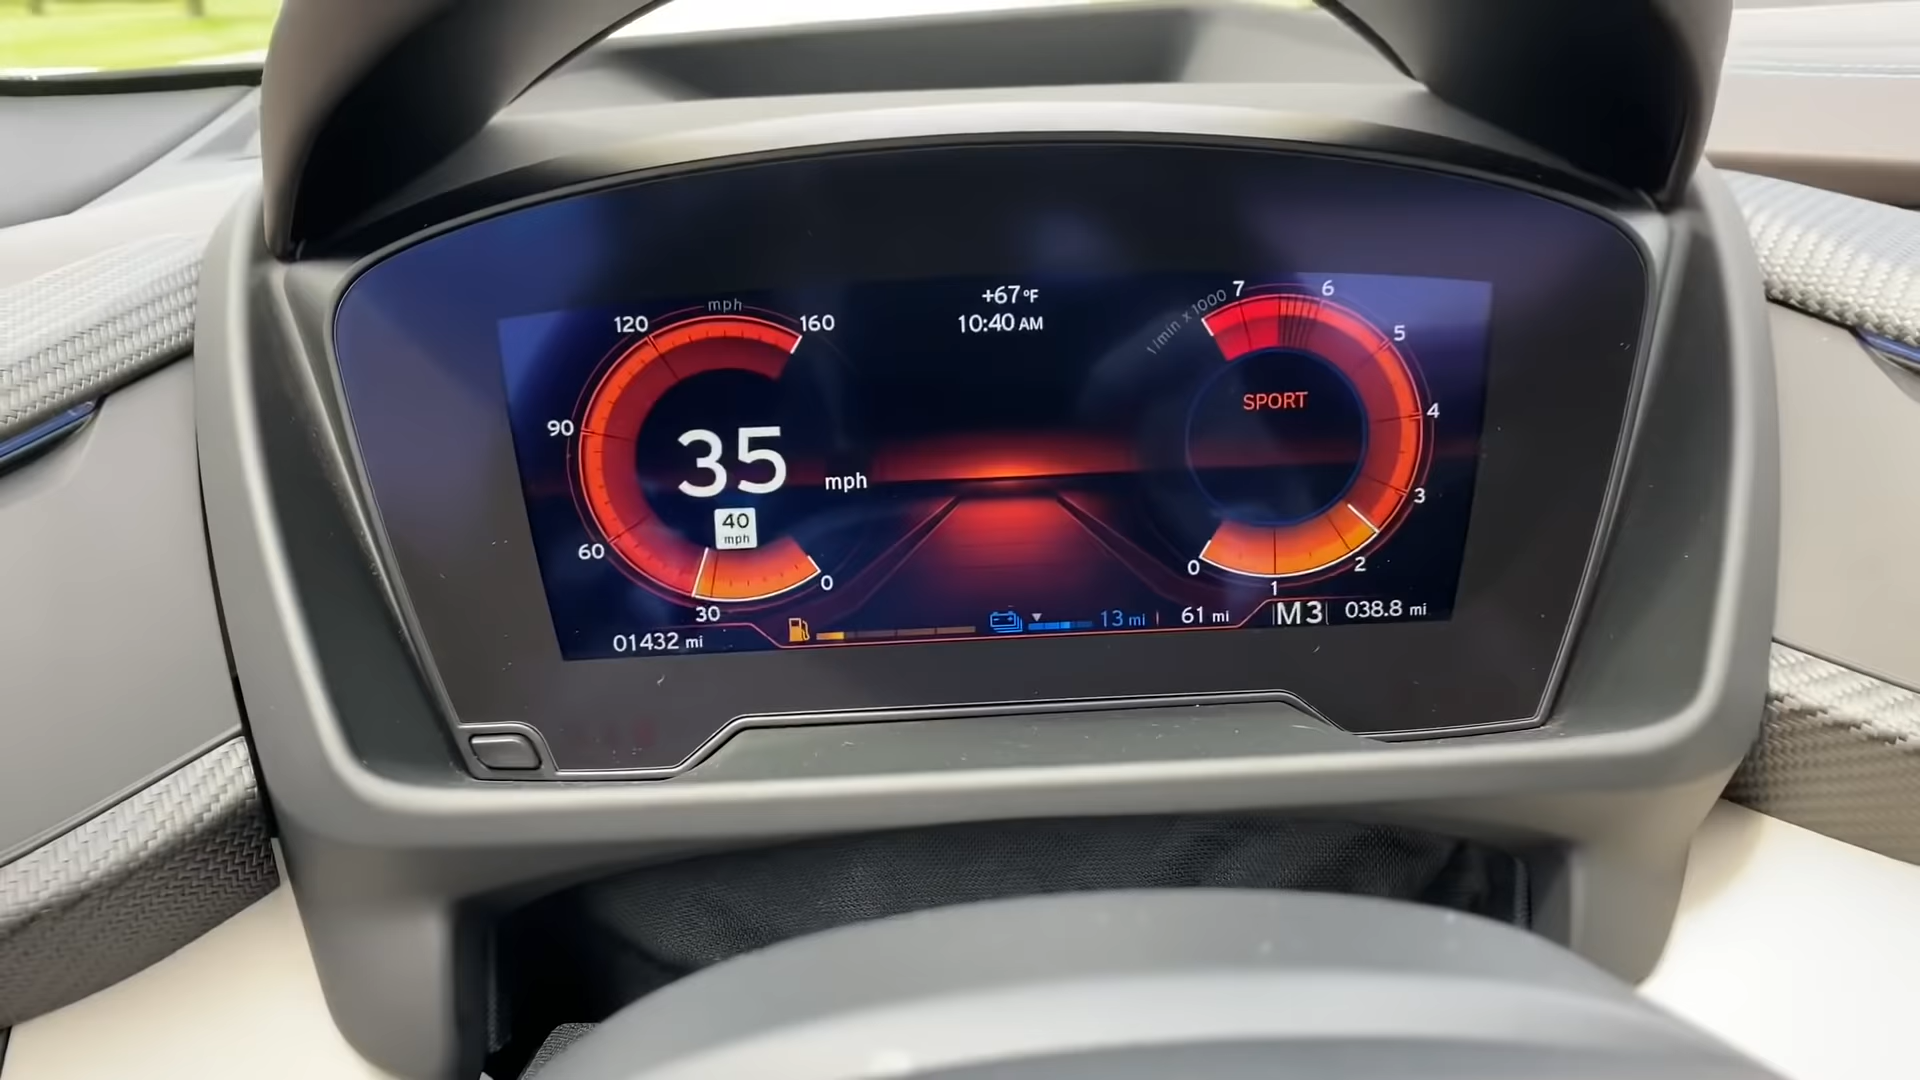 +67°F
10:40 AM
mph
120
160
90
60
30
0
35 mph
40
mph
1/min x 1000
7
6
5
4
3
2
1
0
SPORT
01432 mi
13 mi
61 mi
M3
038.8 mi